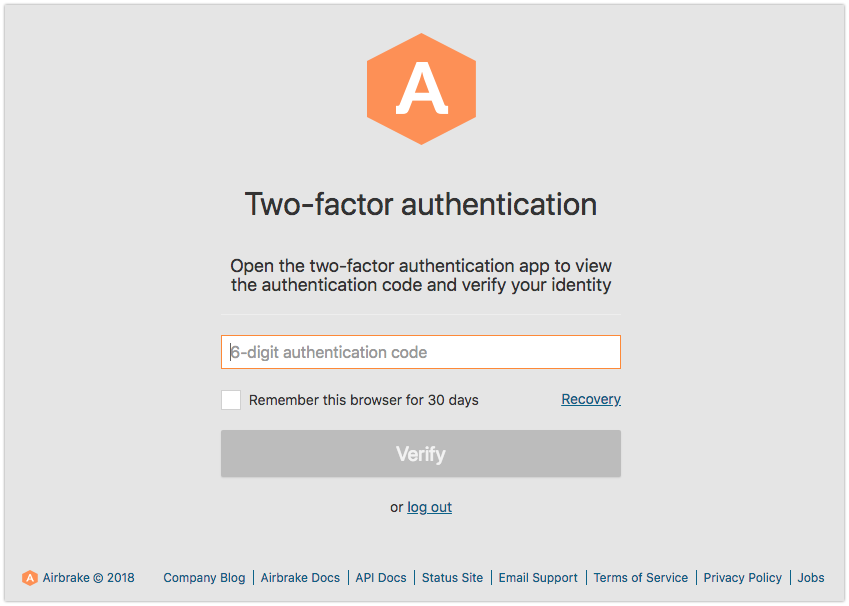 A
Two-factor authentication
Open the two-factor authentication app to view
the authentication code and verify your identity
6-digit authentication code
Remember this browser for 30 days Recovery
Verify
or log out
A Airbrake © 2018 Company Blog | Airbrake Docs | API Docs | Status Site | Email Support | Terms of Service | Privacy Policy | Jobs